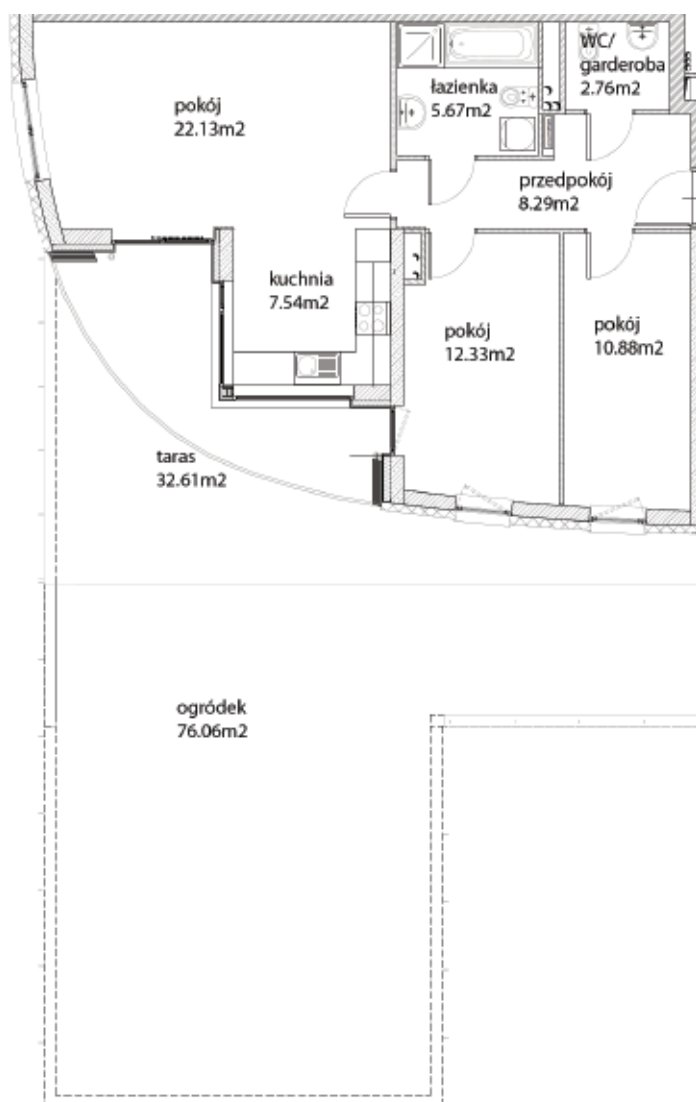 WC/
garderoba
2.76m2
łazienka
5.67m2
pokój
22.13m2
przedpokój
8.29m2
kuchnia
7.54m2
pokój
12.33m2
pokój
10.88m2
taras
32.61m2
ogródek
76.06m2